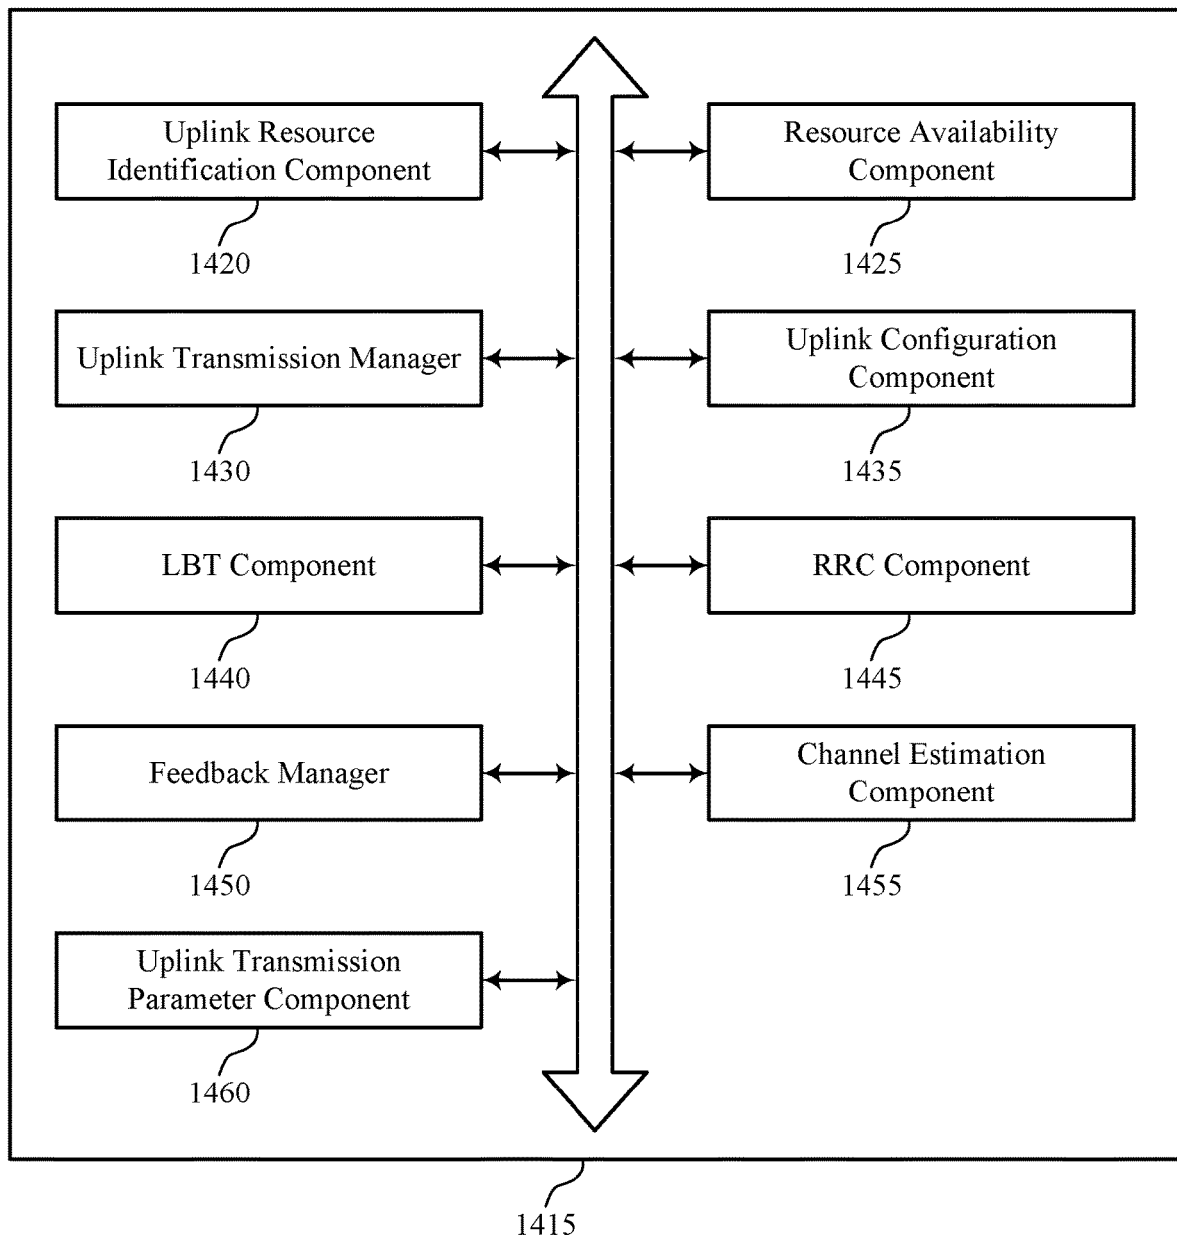 Uplink Resource
Identification Component
1420
Resource Availability
Component
1425
Uplink Transmission Manager
1430
Uplink Configuration
Component
1435
LBT Component
1440
RRC Component
1445
Feedback Manager
1450
Channel Estimation
Component
1455
Uplink Transmission
Parameter Component
1460
1415